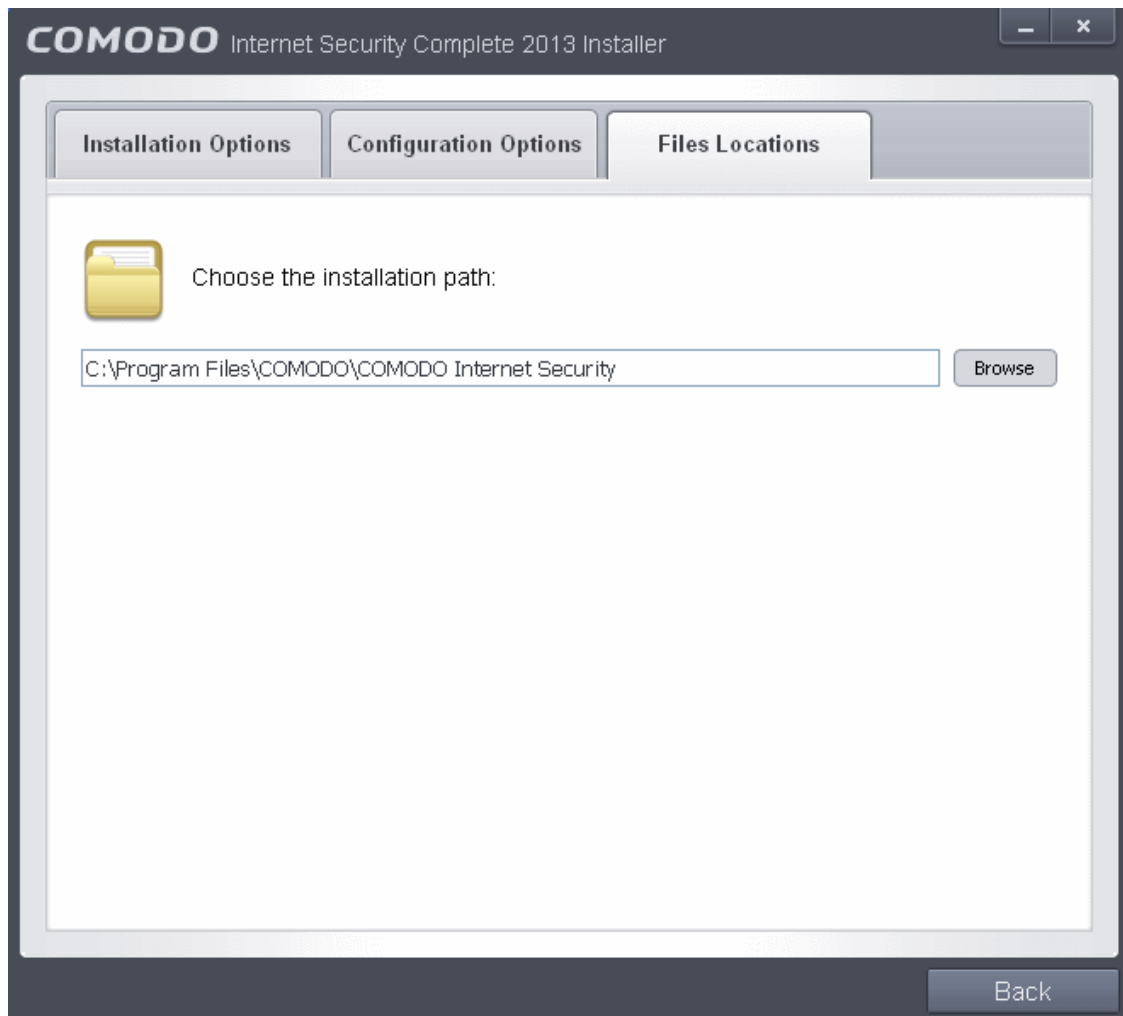 COMODO Internet Security Complete 2013 Installer
Installation Options
Configuration Options
Files Locations
Choose the installation path:
C:\Program Files\COMODO\COMODO Internet Security
Browse
Back